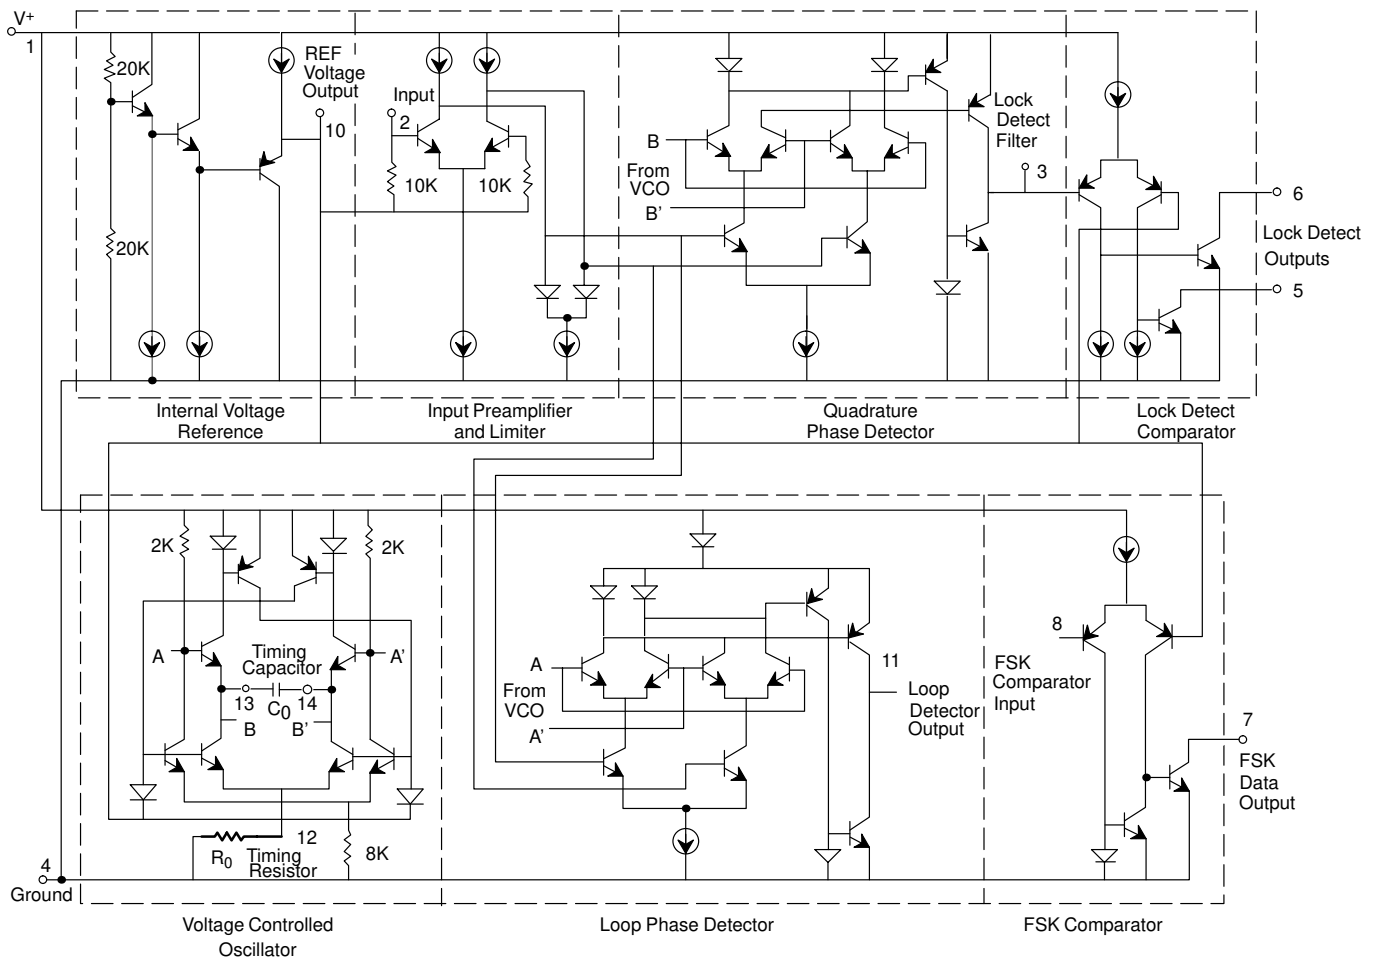 V+
1
20K
REF
Voltage
Output
10
Input
2
10K
10K
20K
B
From
VCO
B'
Lock
Detect
Filter
3
6
Lock Detect
Outputs
5
Internal Voltage
Reference
Input Preamplifier
and Limiter
Quadrature
Phase Detector
Lock Detect
Comparator
2K
2K
A
Timing
Capacitor
A'
13
C0
14
B
B'
12
R0
Timing
Resistor
8K
4
Ground
A
From
VCO
A'
11
Loop
Detector
Output
8
FSK
Comparator
Input
7
FSK
Data
Output
Voltage Controlled
Oscillator
Loop Phase Detector
FSK Comparator